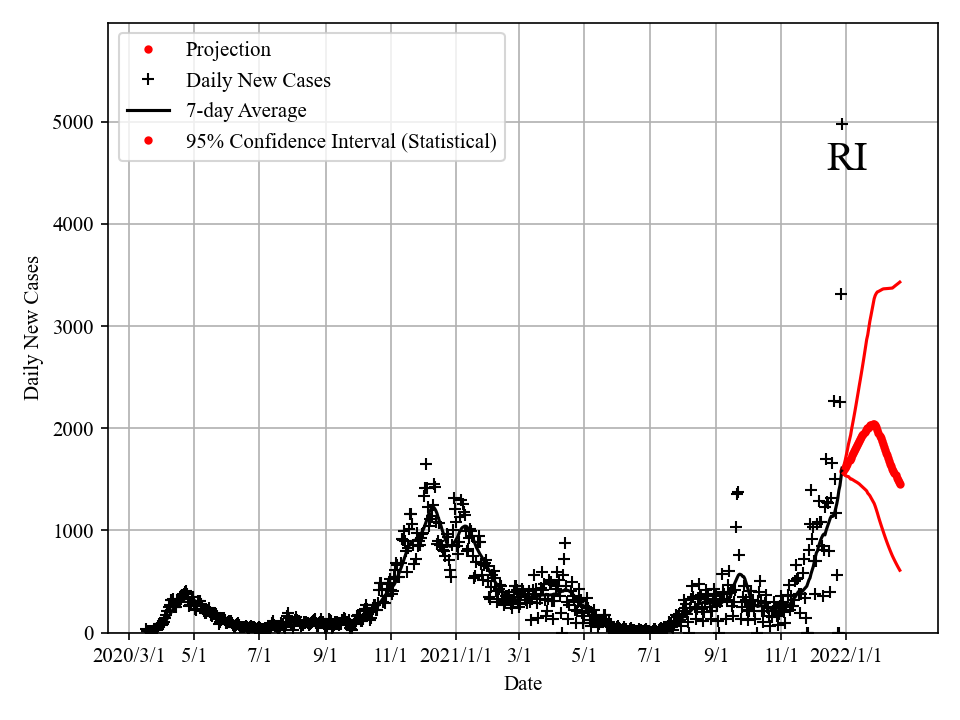 Projection
Daily New Cases
7-day Average
95% Confidence Interval (Statistical)
RI
Daily New Cases
5000
4000
3000
2000
1000
0
2020/3/1 5/1 7/1 9/1 11/1 2021/1/1 3/1 5/1 7/1 9/1 11/1 2022/1/1
Date